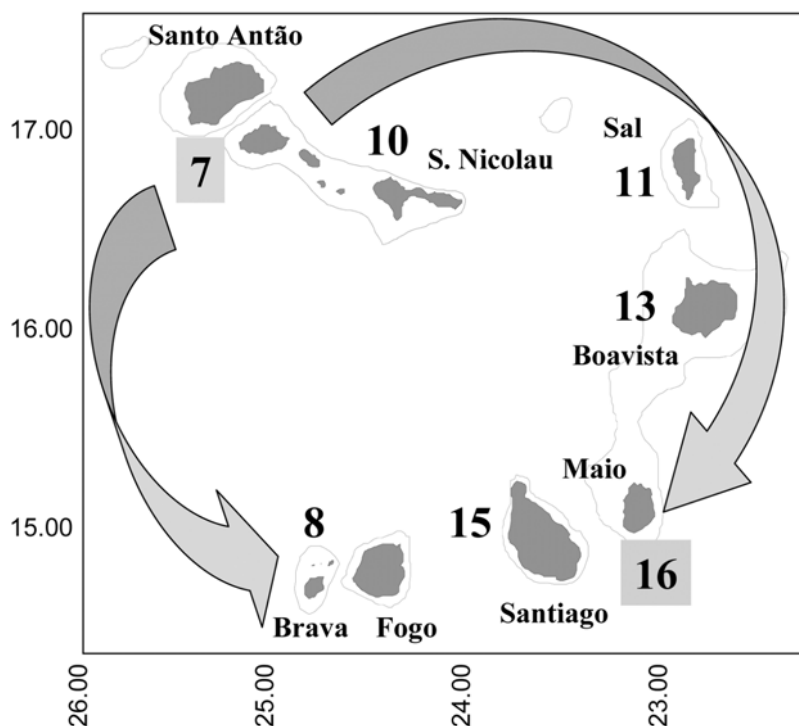 Santo Antão
17.00
7
10
S. Nicolau
Sal
11
16.00
13
Boavista
Maio
15.00
8
15
16
Brava
Fogo
Santiago
26.00
25.00
24.00
23.00